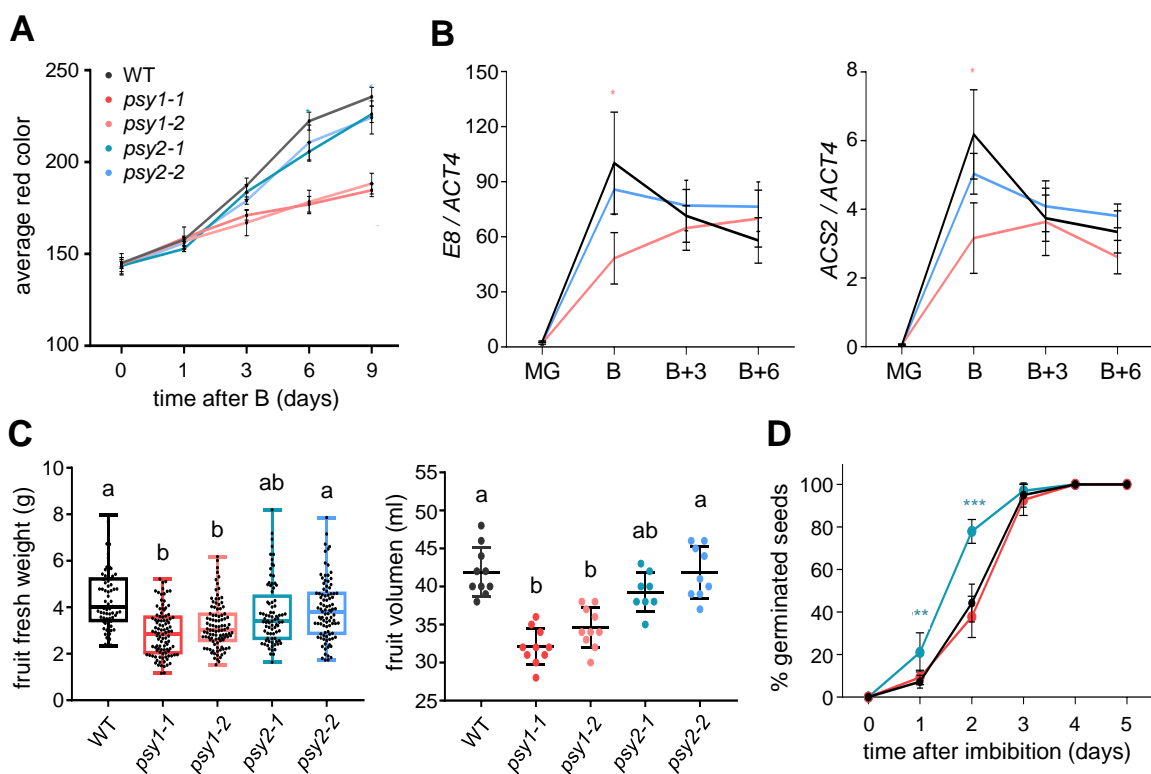 A
250
200
150
100
average red color
WT
psy1-1
psy1-2
psy2-1
psy2-2
*
*
0 1 3 6 9
time after B (days)
B
150
120
90
60
30
0
E8 / ACT4
*
MG B B+3 B+6
8
6
4
2
0
ACS2 / ACT4
*
MG B B+3 B+6
C
10
8
6
4
2
0
fruit fresh weight (g)
a b b ab a
WT psy1-1 psy1-2 psy2-1 psy2-2
55
50
45
40
35
30
25
fruit volumen (ml)
a b b ab a
WT psy1-1 psy1-2 psy2-1 psy2-2
D
100
80
60
40
20
0
% germinated seeds
**
***
0 1 2 3 4 5
time after imbibition (days)